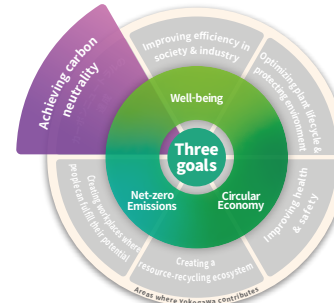 Achieving carbon
neutrality
Improving efficiency in
society & industry
Optimizing plant lifecycle &
protecting environment
Improving health
& safety
Creating a
resource-recycling ecosystem
Creating workplaces where
people can fulfill their potential
Well-being
Circular
Economy
Net-zero
Emissions
Three
goals
Areas where Yokogawa contributes